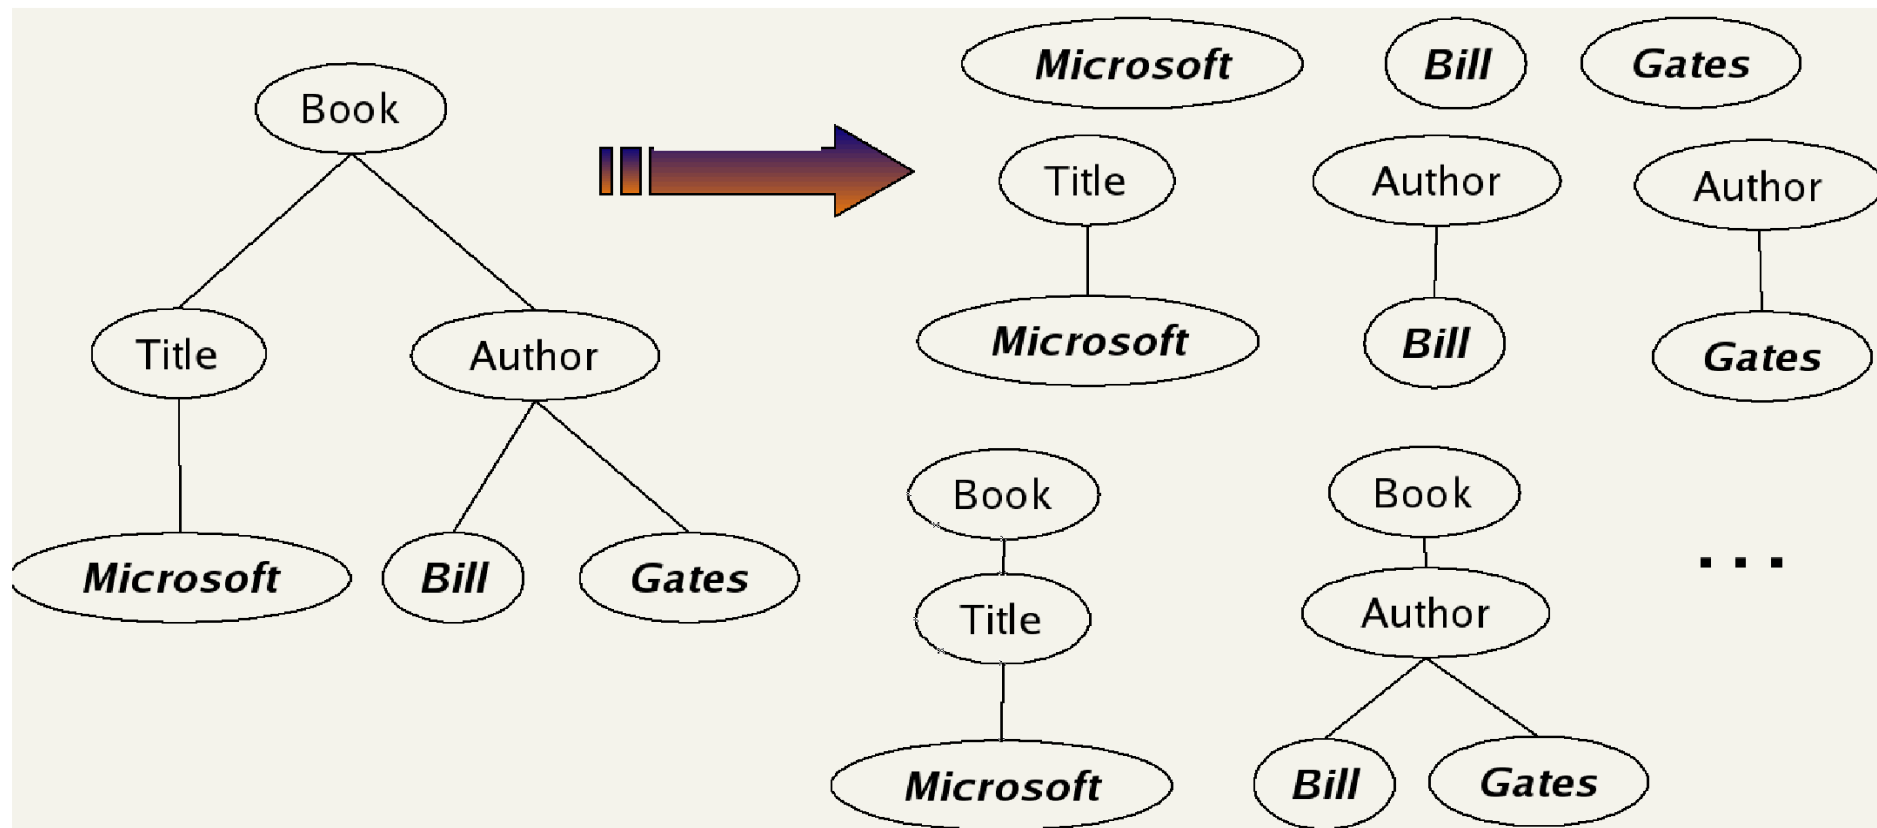 Book
Title Author
Microsoft Bill Gates
Microsoft Bill Gates
Title Author Author
Microsoft Bill Gates
Book Book
Title Author
Microsoft Bill Gates
...